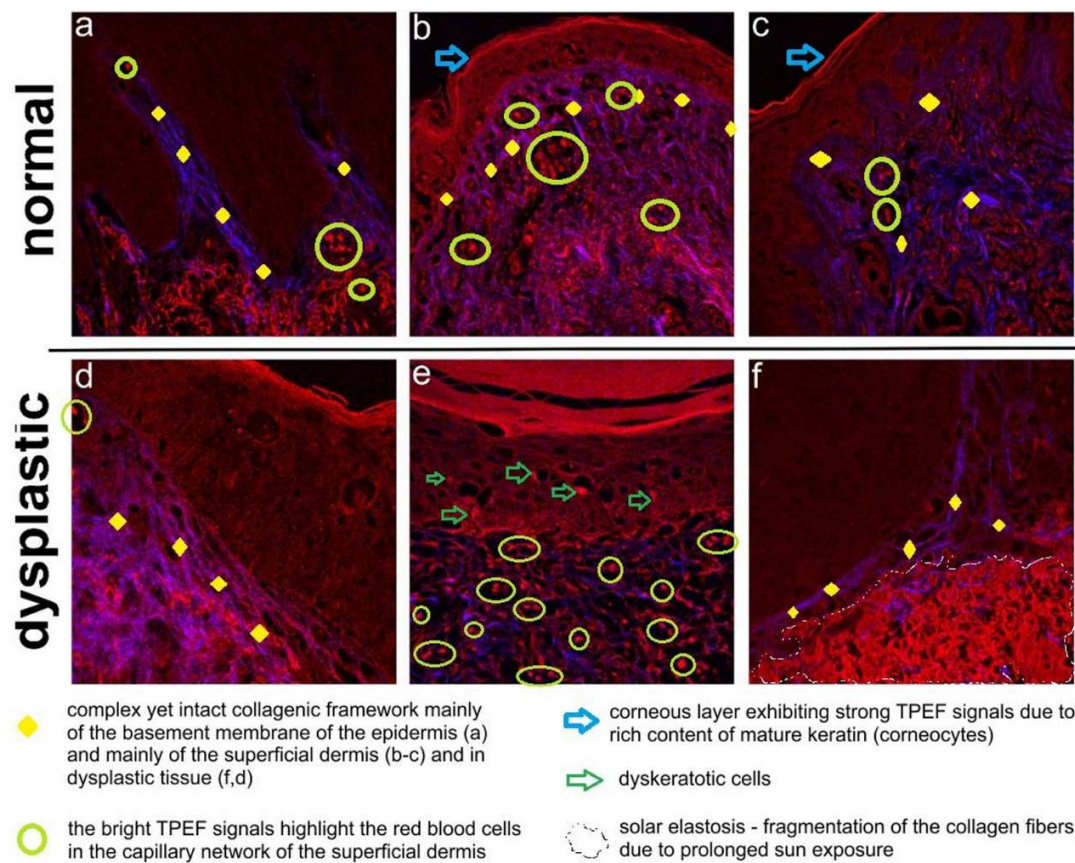 normal
a
b
c
dysplastic
d
e
f
complex yet intact collagenic framework mainly
of the basement membrane of the epidermis (a)
and mainly of the superficial dermis (b-c) and in
dysplastic tissue (f,d)
the bright TPEF signals highlight the red blood cells
in the capillary network of the superficial dermis
corneous layer exhibiting strong TPEF signals due to
rich content of mature keratin (corneocytes)
dyskeratotic cells
solar elastosis - fragmentation of the collagen fibers
due to prolonged sun exposure